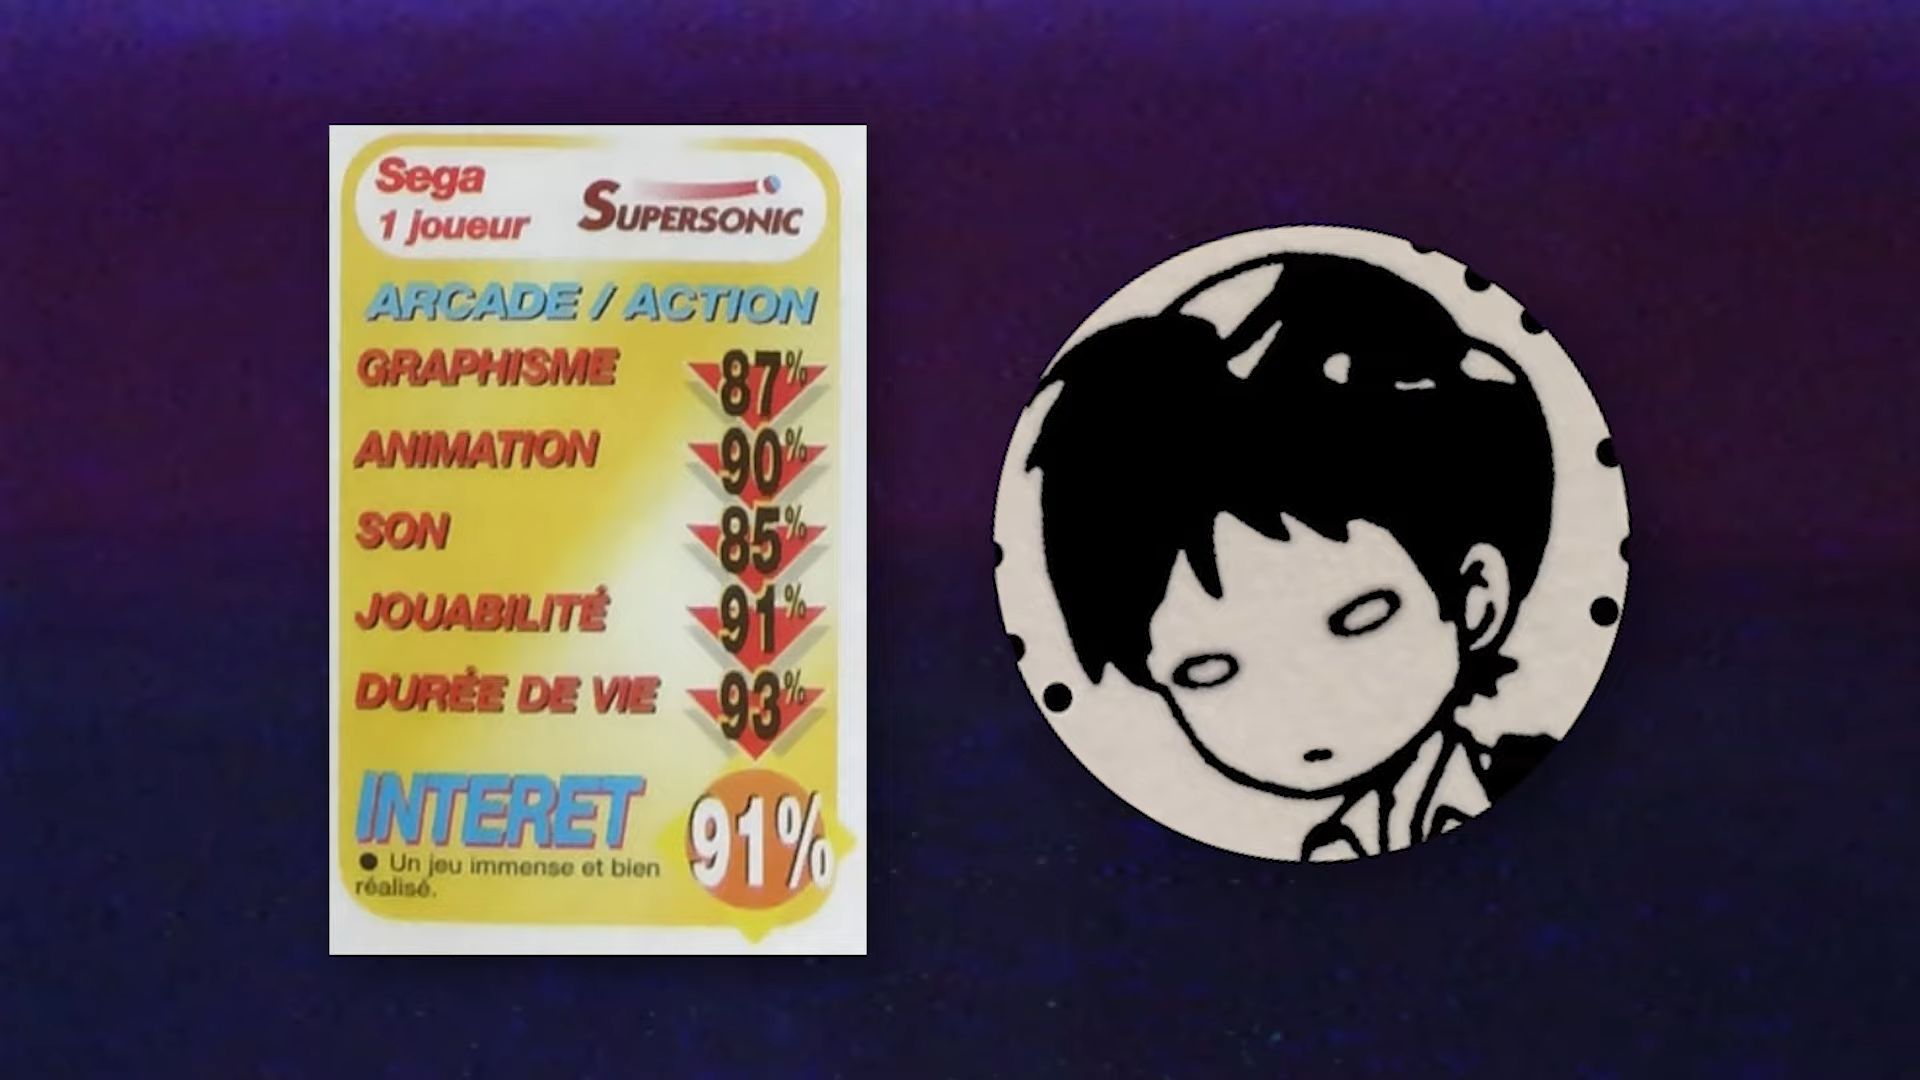 Sega
1 joueur
SUPERSONIC
ARCADE / ACTION
GRAPHISME 87%
ANIMATION 90%
SON 85%
JOUABILITÉ 91%
DURÉE DE VIE 93%
INTERET 91%
● Un jeu immense et bien
réalisé.